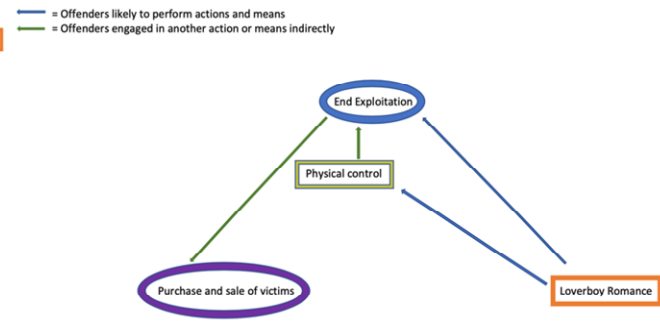 = Offenders likely to perform actions and means
= Offenders engaged in another action or means indirectly
End Exploitation
Physical control
Purchase and sale of victims
Loverboy Romance